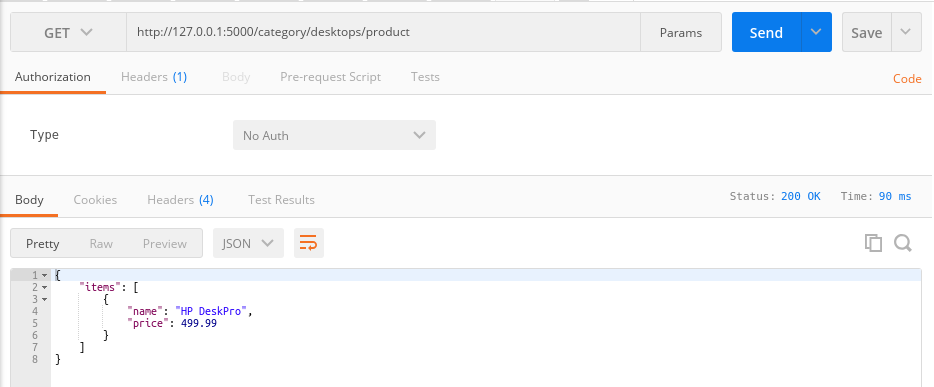 GET http://127.0.0.1:5000/category/desktops/product Params Send Save
Authorization Headers (1) Body Pre-request Script Tests Code
Type No Auth
Body Cookies Headers (4) Test Results Status: 200 OK Time: 90 ms
Pretty Raw Preview JSON
1 {
2 "items": [
3 {
4 "name": "HP DeskPro",
5 "price": 499.99
6 }
7 ]
8 }